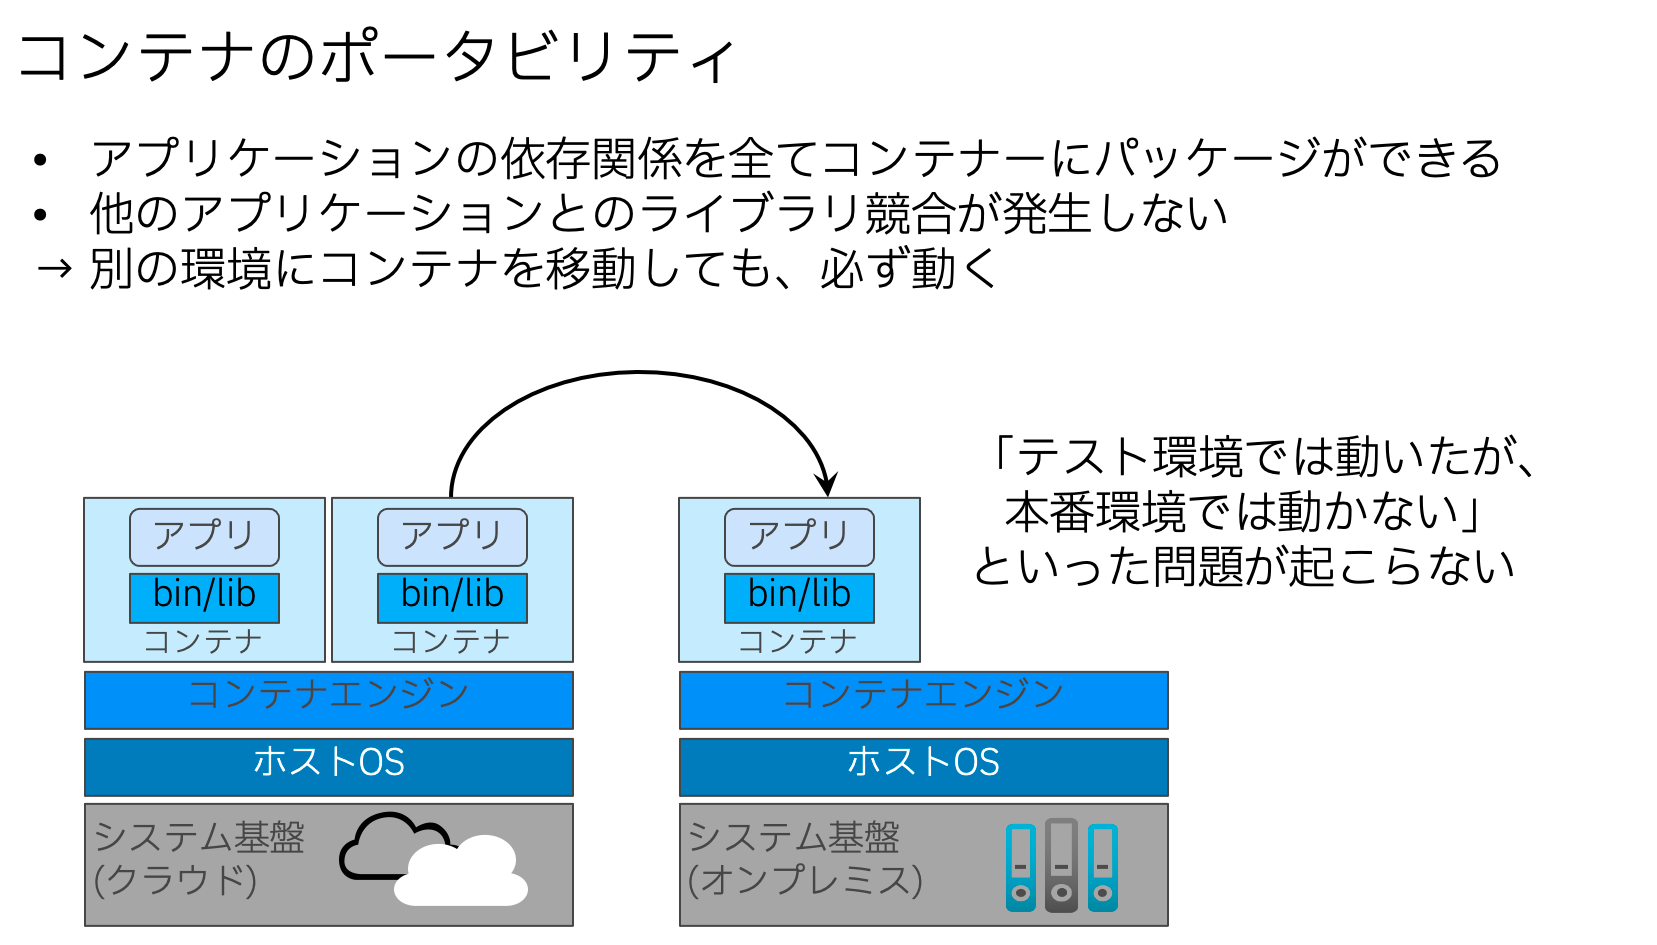 コンテナのポータビリティ
• アプリケーションの依存関係を全てコンテナーにパッケージができる
• 他のアプリケーションとのライブラリ競合が発生しない
→ 別の環境にコンテナを移動しても、必ず動く
「テスト環境では動いたが、
本番環境では動かない」
といった問題が起こらない
アプリ
bin/lib
コンテナ
アプリ
bin/lib
コンテナ
コンテナエンジン
ホストOS
システム基盤
(クラウド)
アプリ
bin/lib
コンテナ
コンテナエンジン
ホストOS
システム基盤
(オンプレミス)